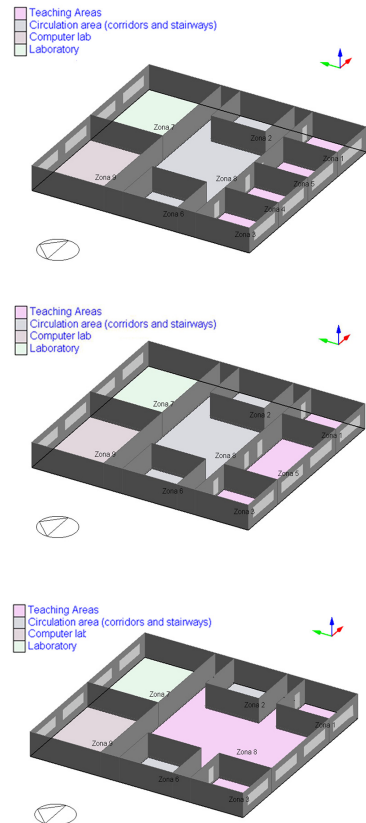 Teaching Areas
Circulation area (corridors and stairways)
Computer lab
Laboratory
Zona 7
Zona 2
Zona 1
Zona 9
Zona 8
Zona 5
Zona 4
Zona 6
Zona 3
Teaching Areas
Circulation area (corridors and stairways)
Computer lab
Laboratory
Zona 7
Zona 2
Zona 1
Zona 9
Zona 8
Zona 5
Zona 6
Zona 3
Teaching Areas
Circulation area (corridors and stairways)
Computer lab
Laboratory
Zona 7
Zona 2
Zona 1
Zona 9
Zona 8
Zona 6
Zona 3